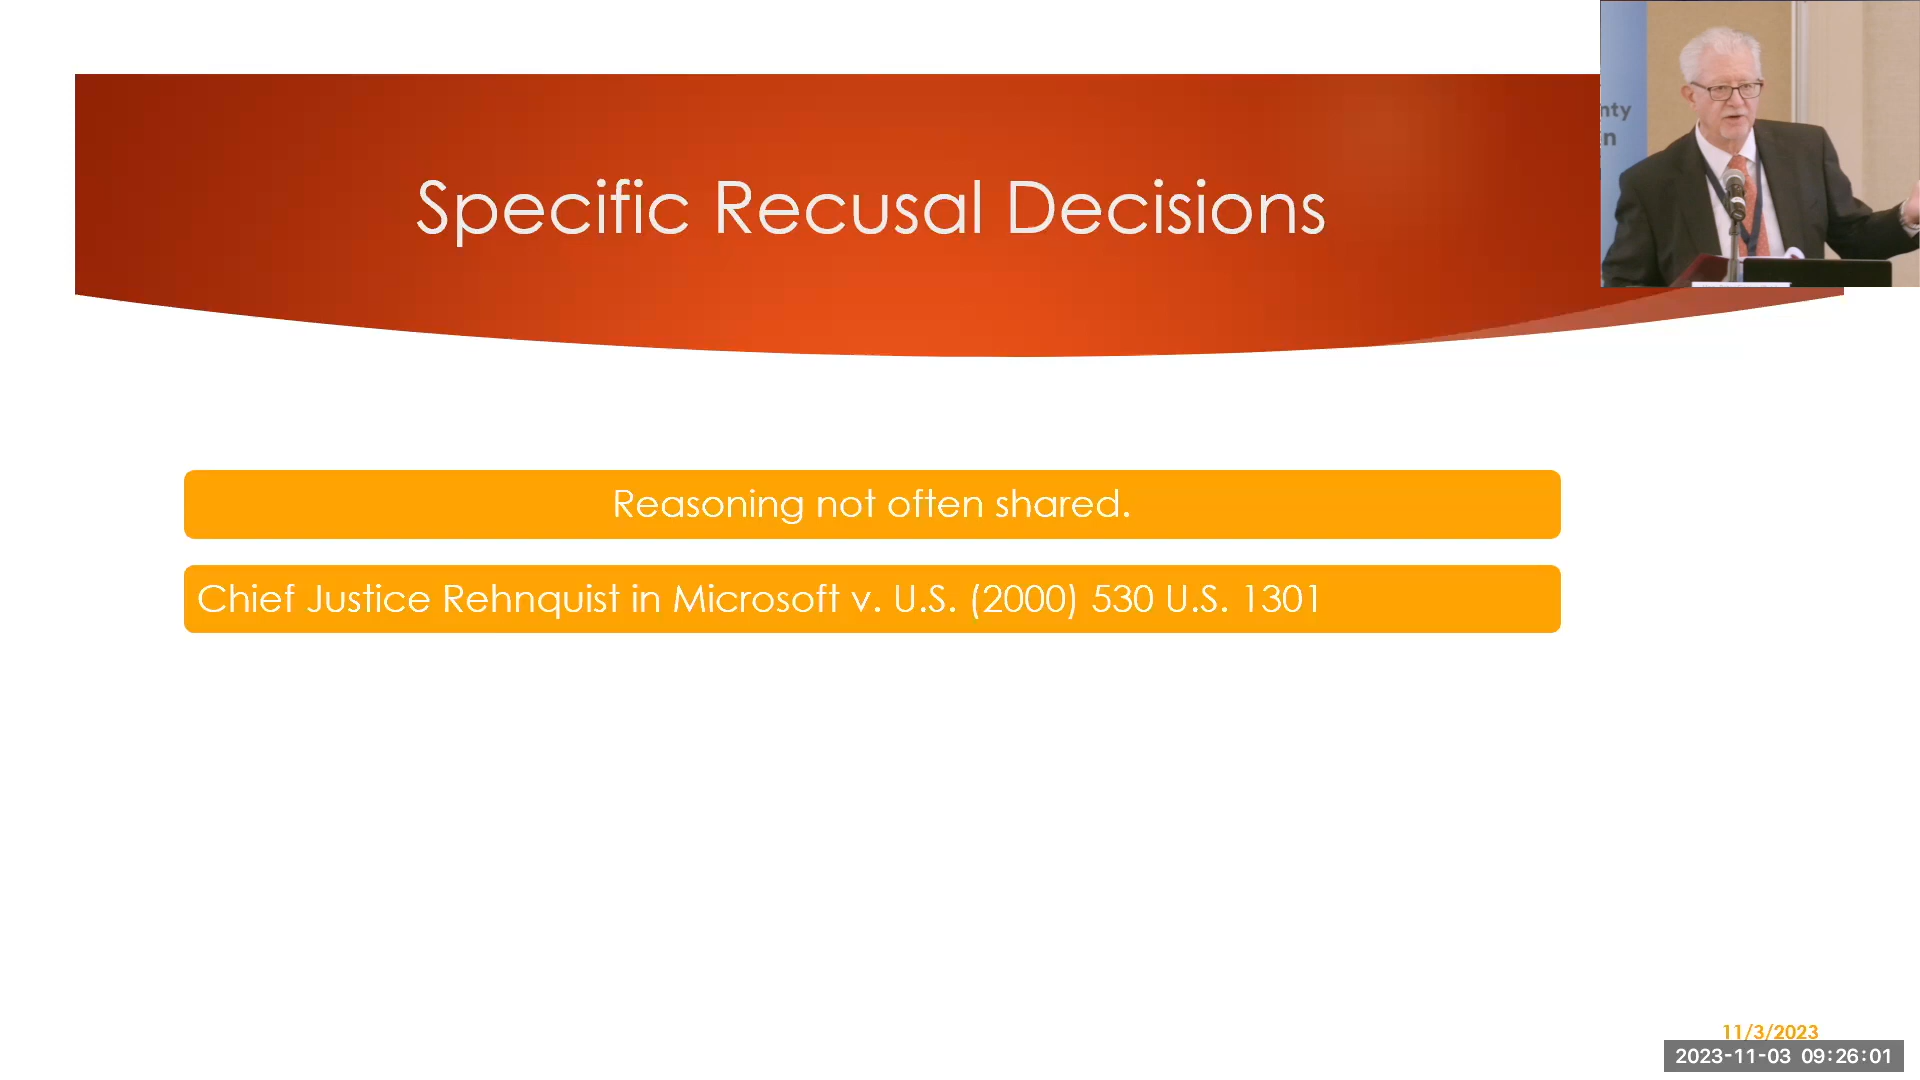 Specific Recusal Decisions
nty
n
Reasoning not often shared.
Chief Justice Rehnquist in Microsoft v. U.S. (2000) 530 U.S. 1301
11/3/2023
2023-11-03 09:26:01